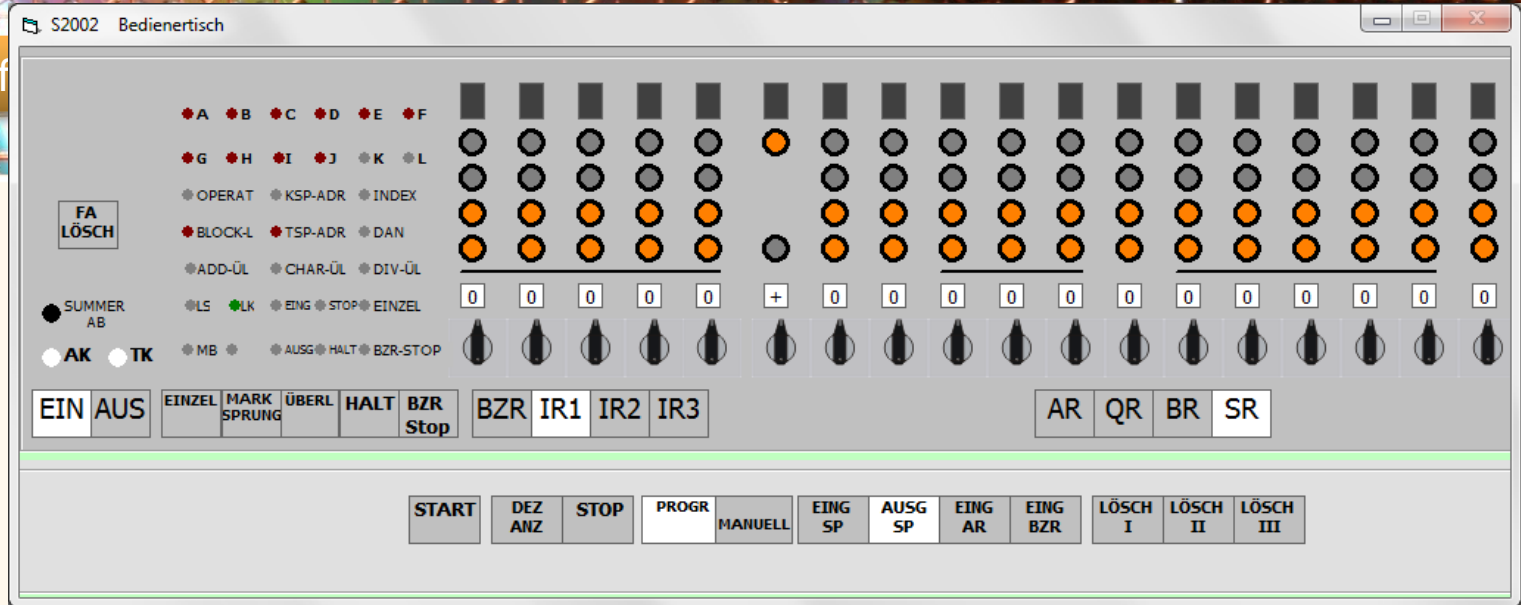 S2002 Bedienertisch
A B C D E F
G H I J K L
OPERAT KSP-ADR INDEX
FA
LÖSCH
BLOCK-L TSP-ADR DAN
ADD-ÜL CHAR-ÜL DIV-ÜL
0 0 0 0 0 + 0 0 0 0 0 0 0 0 0 0 0 0
SUMMER
AB
LS LK EING STOP EINZEL
AK TK
MB AUSG HALT BZR-STOP
EIN AUS
EINZEL
MARK
SPRUNG
ÜBERL
HALT
BZR
Stop
BZR IR1 IR2 IR3
AR QR BR SR
START
DEZ
ANZ
STOP
PROGR
MANUELL
EING
SP
AUSG
SP
EING
AR
EING
BZR
LÖSCH
I
LÖSCH
II
LÖSCH
III